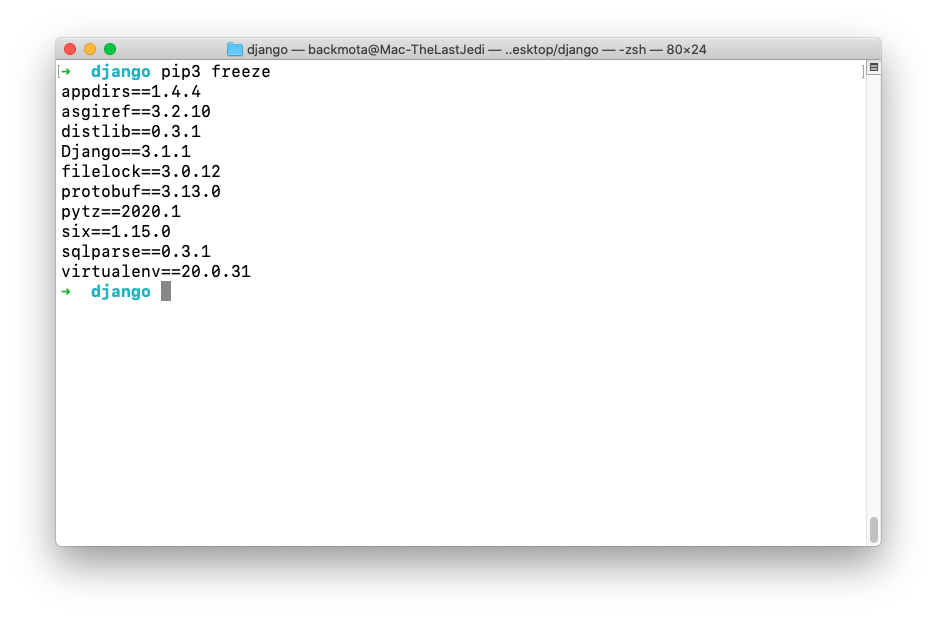 django — backmota@Mac-TheLastJedi — ..esktop/django — -zsh — 80×24
[➜  django pip3 freeze ]
appdirs==1.4.4
asgiref==3.2.10
distlib==0.3.1
Django==3.1.1
filelock==3.0.12
protobuf==3.13.0
pytz==2020.1
six==1.15.0
sqlparse==0.3.1
virtualenv==20.0.31
➜  django